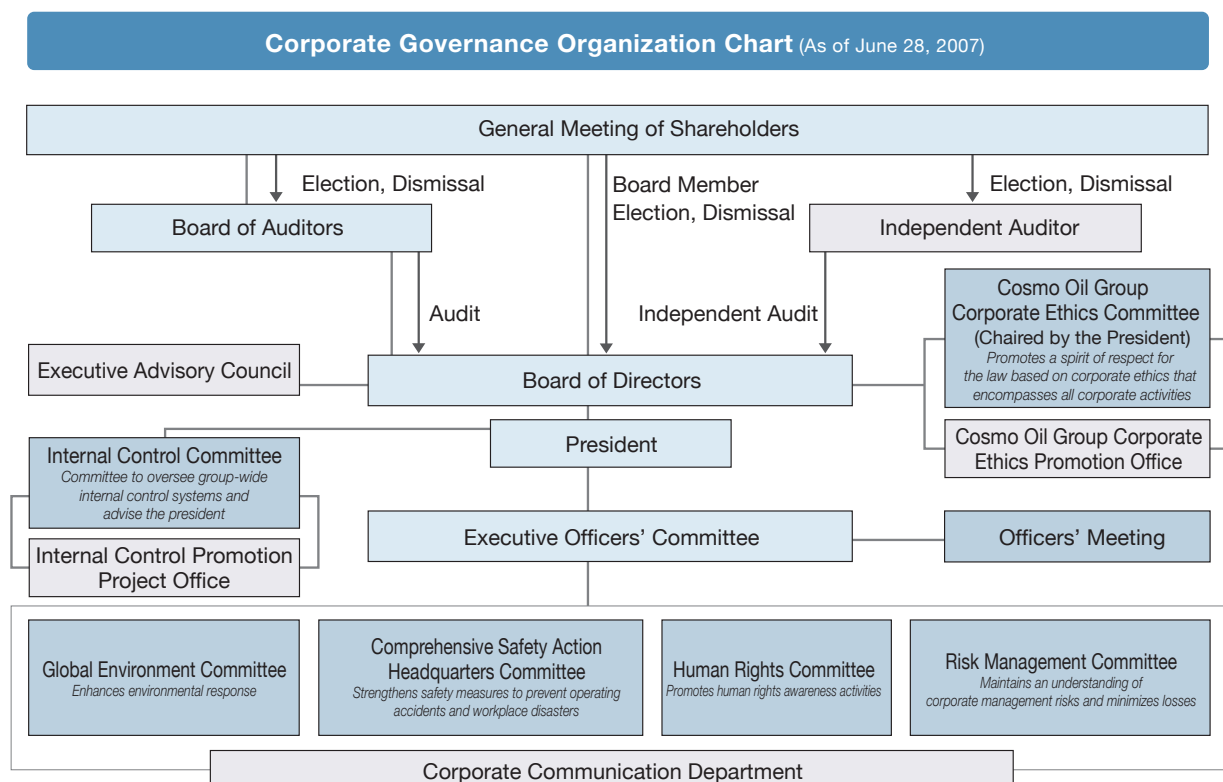 Corporate Governance Organization Chart (As of June 28, 2007)
General Meeting of Shareholders
Election, Dismissal
Board Member
Election, Dismissal
Election, Dismissal
Board of Auditors
Independent Auditor
Audit
Independent Audit
Cosmo Oil Group
Corporate Ethics Committee
(Chaired by the President)
Promotes a spirit of respect for
the law based on corporate ethics that
encompasses all corporate activities
Executive Advisory Council
Board of Directors
Cosmo Oil Group Corporate
Ethics Promotion Office
President
Internal Control Committee
Committee to oversee group-wide
internal control systems and
advise the president
Internal Control Promotion
Project Office
Executive Officers’ Committee
Officers’ Meeting
Global Environment Committee
Enhances environmental response
Comprehensive Safety Action
Headquarters Committee
Strengthens safety measures to prevent operating
accidents and workplace disasters
Human Rights Committee
Promotes human rights awareness activities
Risk Management Committee
Maintains an understanding of
corporate management risks and minimizes losses
Corporate Communication Department